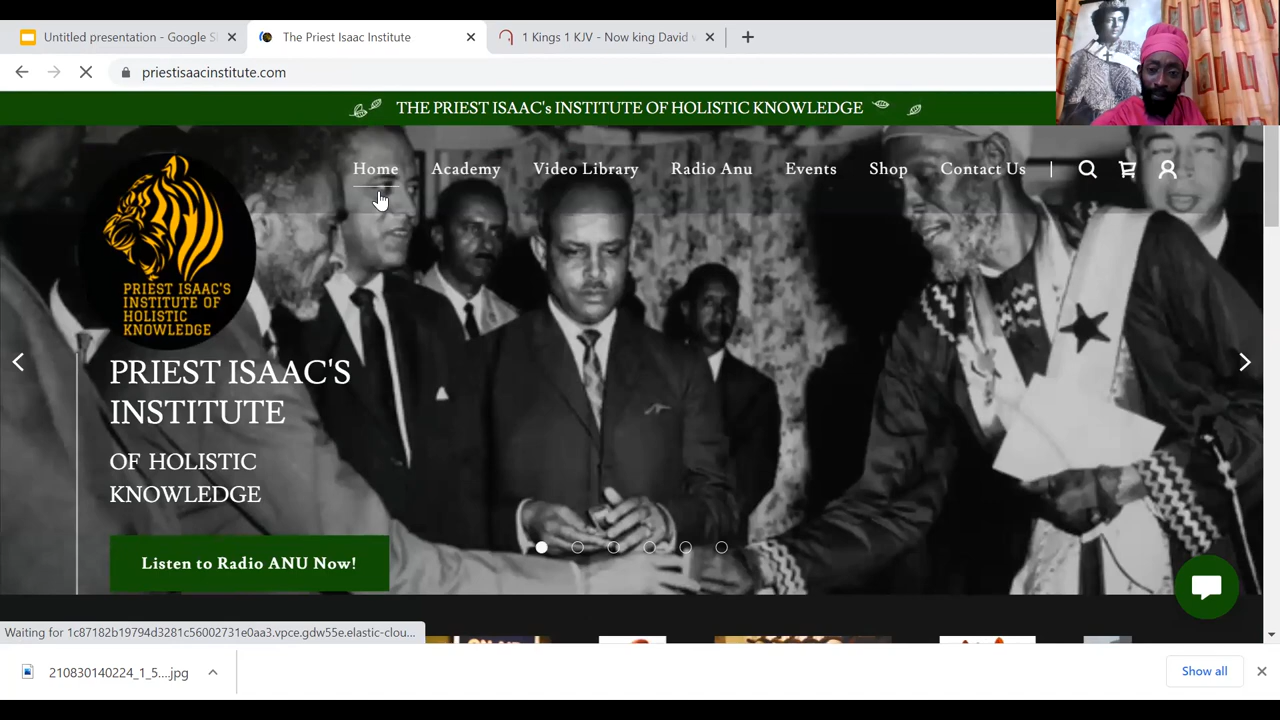 Untitled presentation - Google S
The Priest Isaac Institute
1 Kings 1 KJV - Now king David w
priestisaacinstitute.com
THE PRIEST ISAAC's INSTITUTE OF HOLISTIC KNOWLEDGE
Home Academy Video Library Radio Anu Events Shop Contact Us
PRIEST ISAAC'S
INSTITUTE OF
HOLISTIC
KNOWLEDGE
PRIEST ISAAC'S
INSTITUTE
OF HOLISTIC
KNOWLEDGE
Listen to Radio ANU Now!
Waiting for 1c87182b19794d3281c56002731e0aa3.vpce.gdw55e.elastic-clou...
210830140224_1_5....jpg
Show all